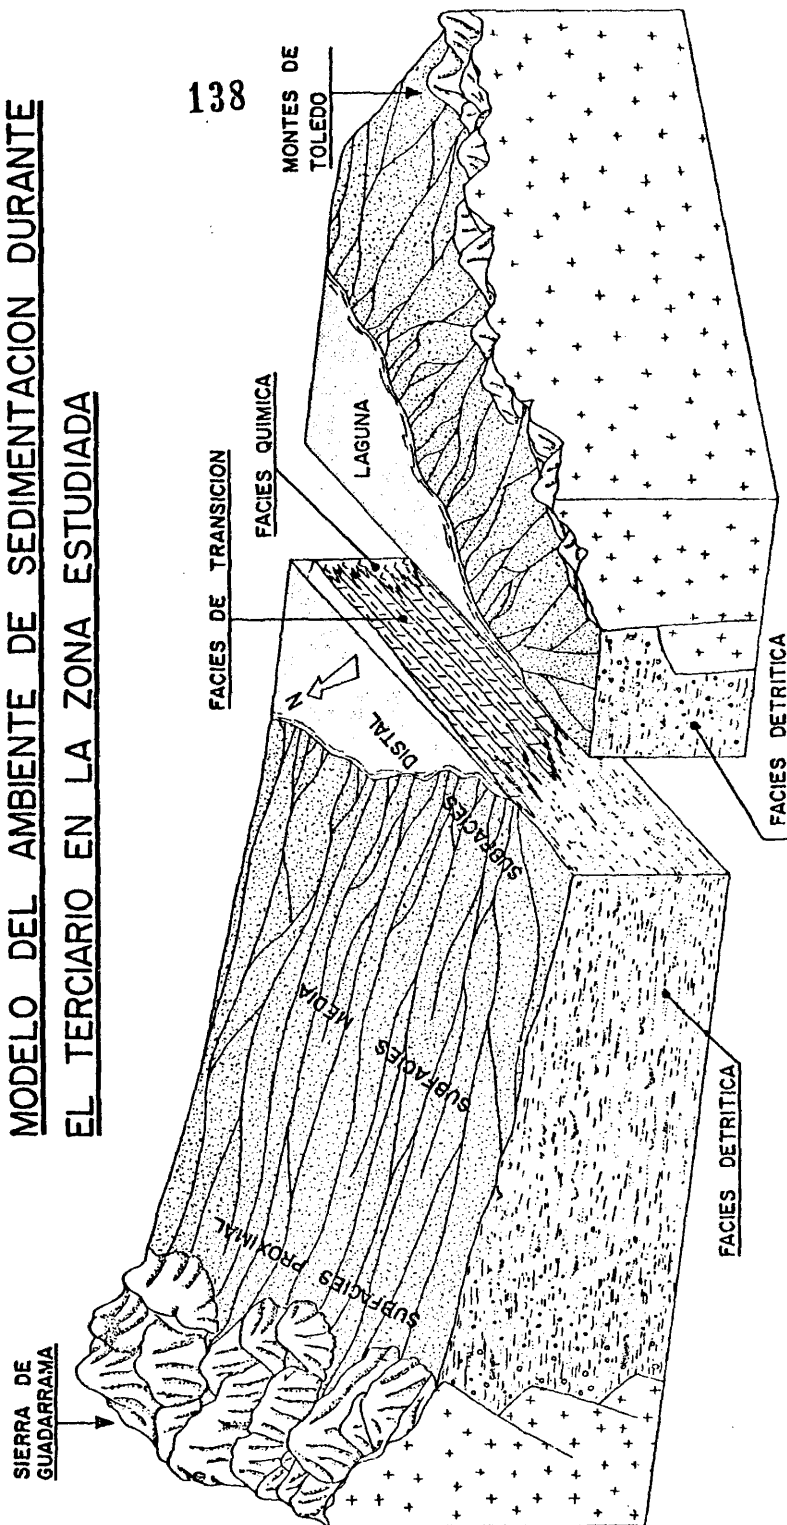 MODELO DEL AMBIENTE DE SEDIMENTACION DURANTE
EL TERCIARIO EN LA ZONA ESTUDIADA
SIERRA DE
GUADARRAMA
SUBFACIES PROXIMAL
SUBFACIES MEDIA
SUBFACIES DISTAL
N
FACIES DE TRANSICION
FACIES QUIMICA
LAGUNA
138
MONTES DE
TOLEDO
FACIES DETRITICA
FACIES DETRITICA